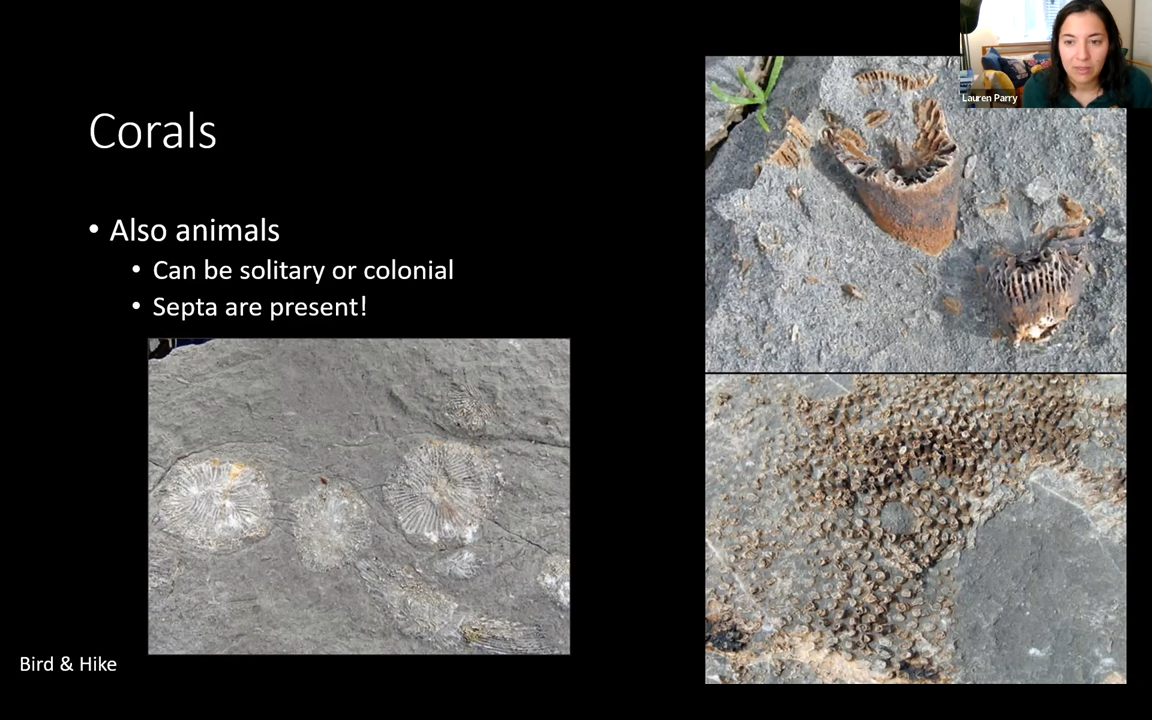 Lauren Parry
Corals
• Also animals
• Can be solitary or colonial
• Septa are present!
Bird & Hike